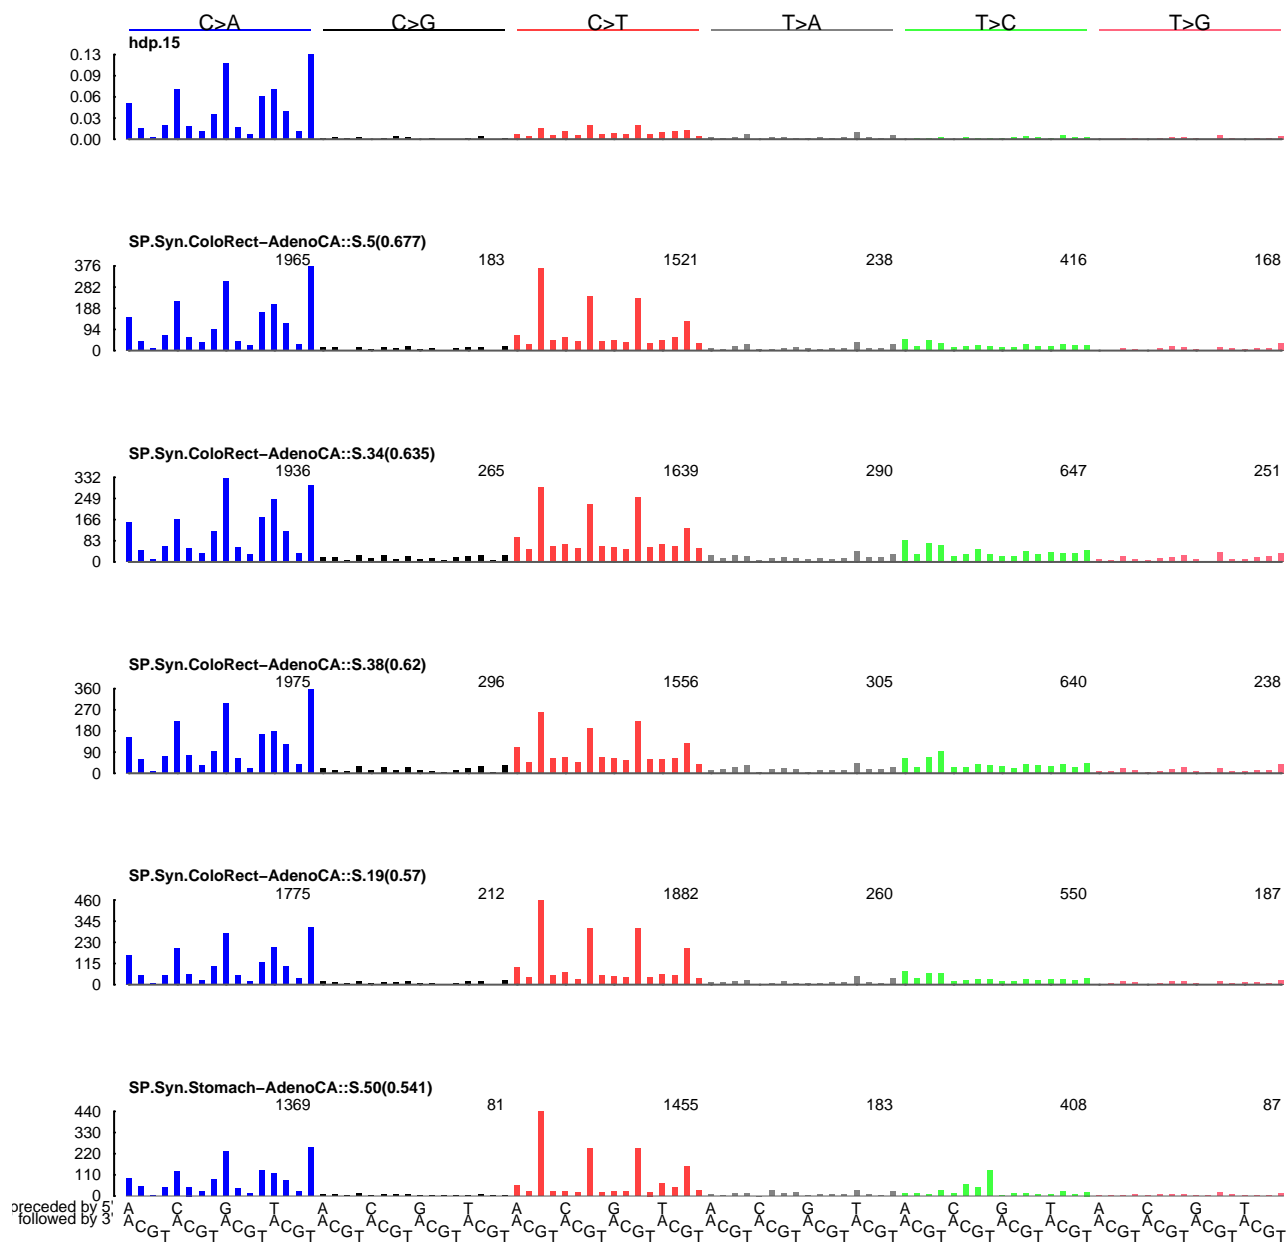 C>A C>G C>T T>A T>C T>G
hdp.15
0.13
0.09
0.06
0.03
0.00
SP.Syn.ColoRect−AdenoCA::S.5(0.677)
1965 183 1521 238 416 168
376
282
188
94
0
SP.Syn.ColoRect−AdenoCA::S.34(0.635)
1936 265 1639 290 647 251
332
249
166
83
0
SP.Syn.ColoRect−AdenoCA::S.38(0.62)
1975 296 1556 305 640 238
360
270
180
90
0
SP.Syn.ColoRect−AdenoCA::S.19(0.57)
1775 212 1882 260 550 187
460
345
230
115
0
SP.Syn.Stomach−AdenoCA::S.50(0.541)
1369 81 1455 183 408 87
440
330
220
110
0
preceded by 5' A C G T A C G T A C G T A C G T A C G T A C G T
followed by 3' A C G T A C G T A C G T A C G T A C G T A C G T A C G T A C G T A C G T A C G T A C G T A C G T A C G T A C G T A C G T A C G T A C G T A C G T A C G T A C G T A C G T A C G T A C G T A C G T